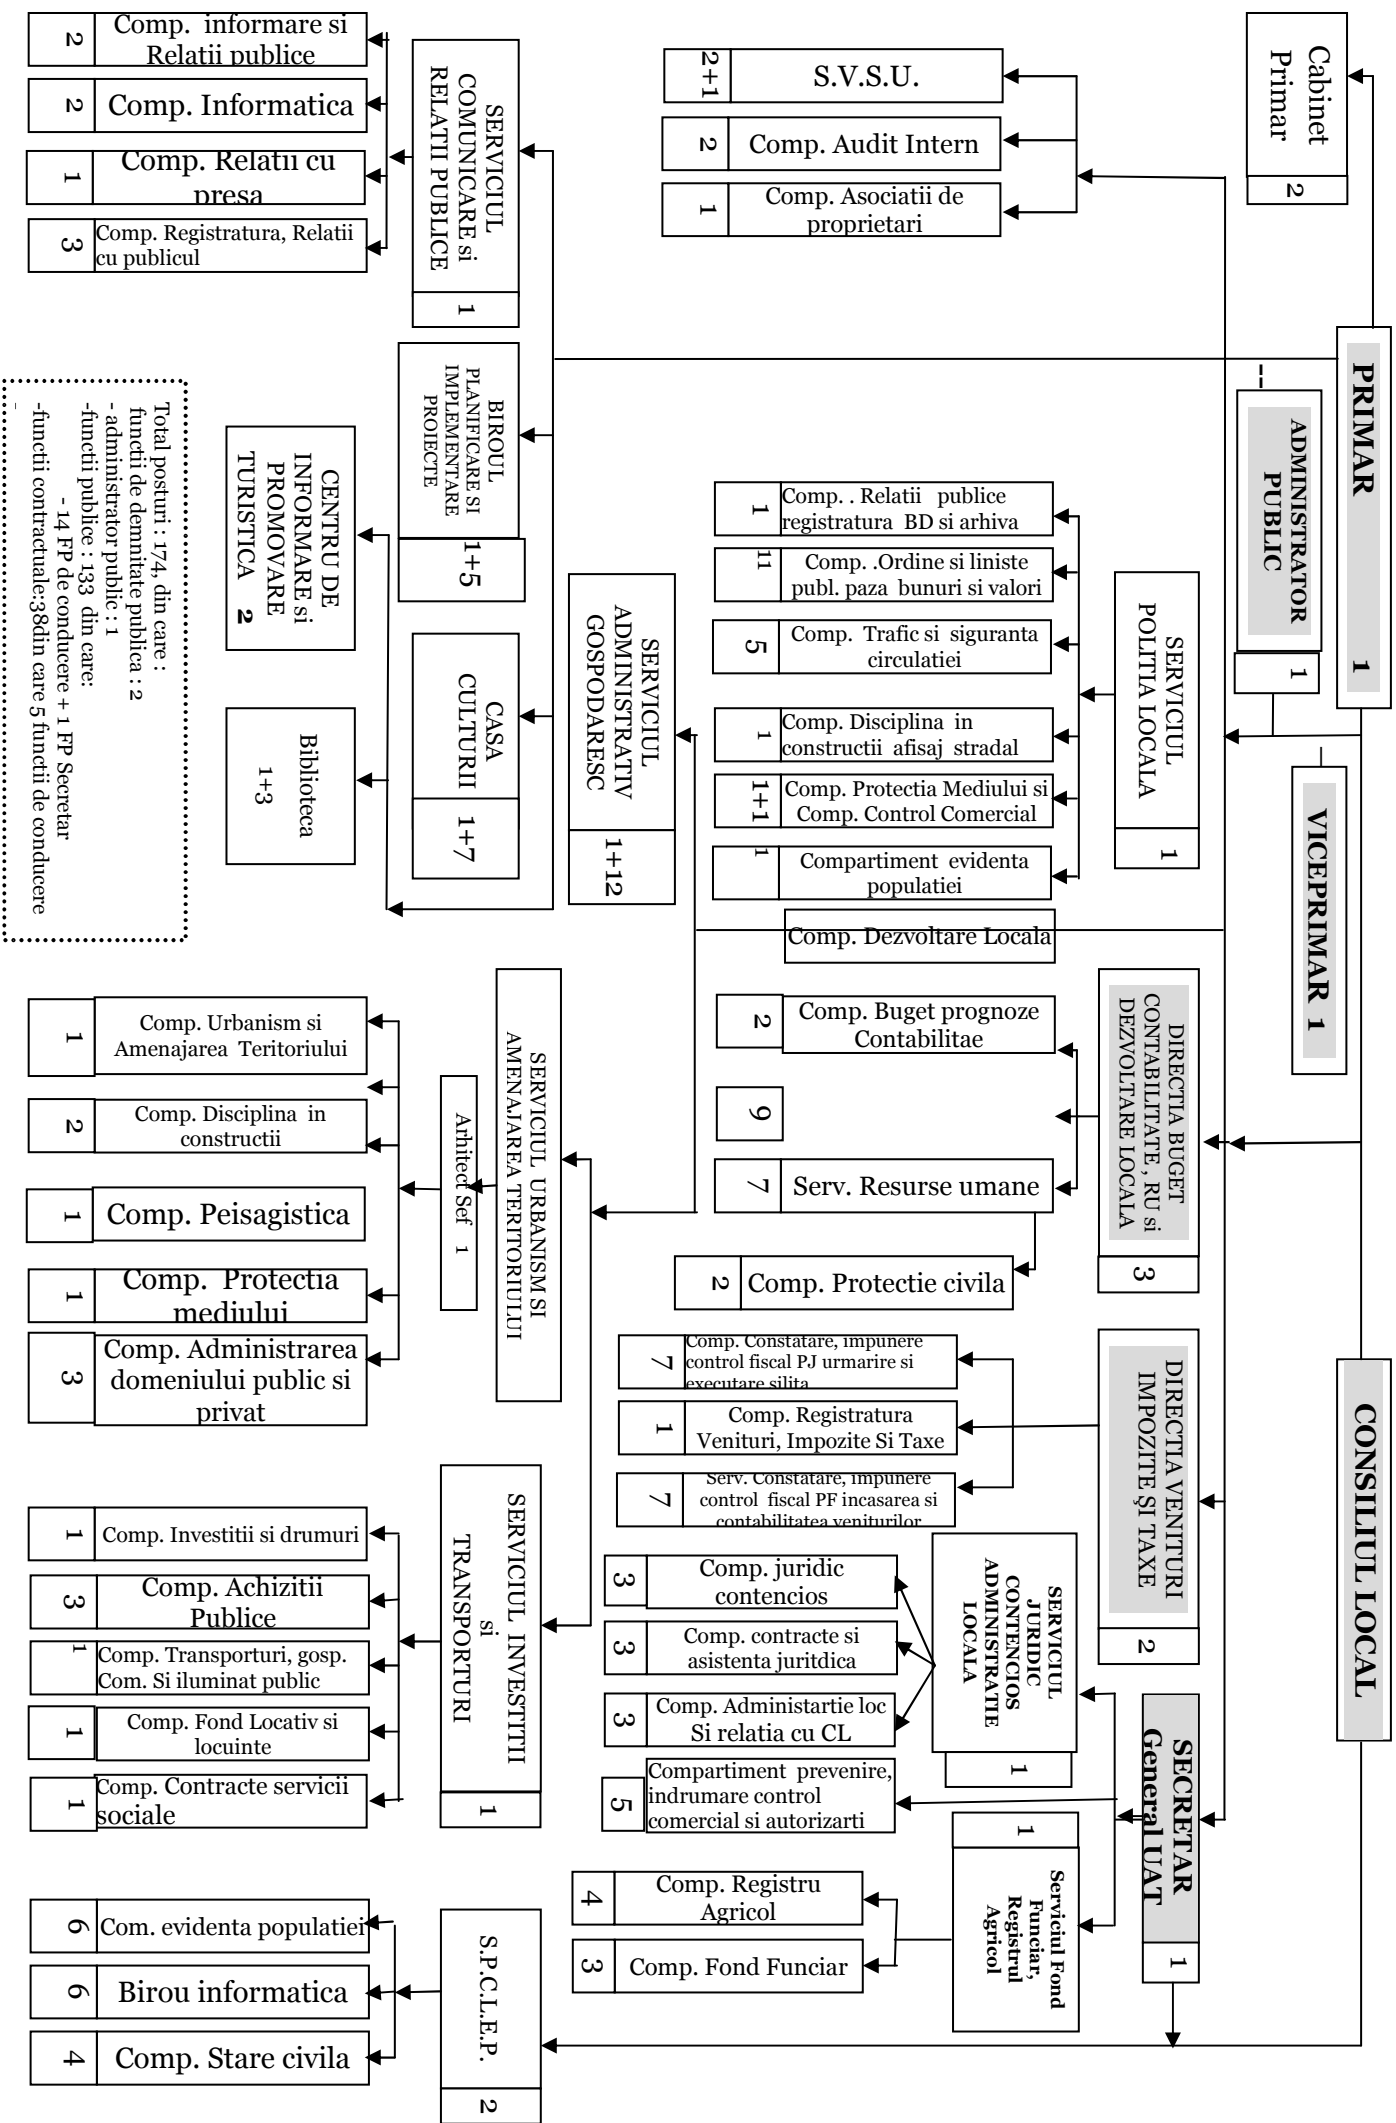 Cabinet
Primar
2
PRIMAR
1
ADMINISTRATOR
PUBLIC
1
--
VICEPRIMAR 1
CONSILIUL LOCAL
S.V.S.U.
2+1
Comp. Audit Intern
2
Comp. Asociatii de
proprietari
1
SERVICIUL
POLITIA LOCALA
1
Comp. . Relatii publice
registratura BD si arhiva
1
Comp. .Ordine si liniste
publ. paza bunuri si valori
11
Comp. Trafic si siguranta
circulatiei
5
Comp. Disciplina in
constructii afisaj stradal
1
Comp. Protectia Mediului si
Comp. Control Comercial
1+1
Compartiment evidenta
populatiei
1
DIRECTIA BUGET
CONTABILITATE , RU si
DEZVOLTARE LOCALA
3
Comp. Dezvoltare Locala
Comp. Buget prognoze
Contabilitae
2
9
Serv. Resurse umane
7
Comp. Protectie civila
2
DIRECTIA VENITURI
IMPOZITE ŞI TAXE
2
Comp. Constatare, impunere
control fiscal PJ urmarire si
executare silita
7
Comp. Registratura
Venituri, Impozite Si Taxe
1
Serv. Constatare, impunere
control fiscal PF incasarea si
contabilitatea veniturilor
7
SECRETAR
General UAT
1
SERVICIUL
JURIDIC
CONTENCIOS
ADMINISTRATIE
LOCALA
1
Comp. juridic
contencios
3
Comp. contracte si
asistenta juritdica
3
Comp. Administartie loc
Si relatia cu CL
3
Compartiment prevenire,
indrumare control
comercial si autorizarti
5
Serviciul Fond
Funciar,
Registrul
Agricol
1
Comp. Registru
Agricol
4
Comp. Fond Funciar
3
SERVICIUL
COMUNICARE si
RELATII PUBLICE
1
Comp. informare si
Relatii publice
2
Comp. Informatica
2
Comp. Relatii cu
presa
1
Comp. Registratura, Relatii
cu publicul
3
BIROUL
PLANIFICARE SI
IMPLEMENTARE
PROIECTE
1+5
SERVICIUL
ADMINISTRATIV
GOSPODARESC
1+12
CASA
CULTURII
1+7
CENTRU DE
INFORMARE si
PROMOVARE
TURISTICA 2
Biblioteca
1+3
SERVICIUL URBANISM SI
AMENAJAREA TERITORIULUI
Arhitect Sef 1
Comp. Urbanism si
Amenajarea Teritoriului
1
Comp. Disciplina in
constructii
2
Comp. Peisagistica
1
Comp. Protectia
mediului
1
Comp. Administrarea
domeniului public si
privat
3
SERVICIUL INVESTITII
si
TRANSPORTURI
1
Comp. Investitii si drumuri
1
Comp. Achizitii
Publice
3
Comp. Transporturi, gosp.
Com. Si iluminat public
1
Comp. Fond Locativ si
locuinte
1
Comp. Contracte servicii
sociale
1
S.P.C.L.E.P.
2
Com. evidenta populatiei
6
Birou informatica
6
Comp. Stare civila
4
Total posturi : 174, din care :
functii de demnitate publica : 2
- administrator public : 1
-functii publice : 133 din care:
- 14 FP de conducere + 1 FP Secretar
-functii contractuale:38din care 5 functii de conducere
-